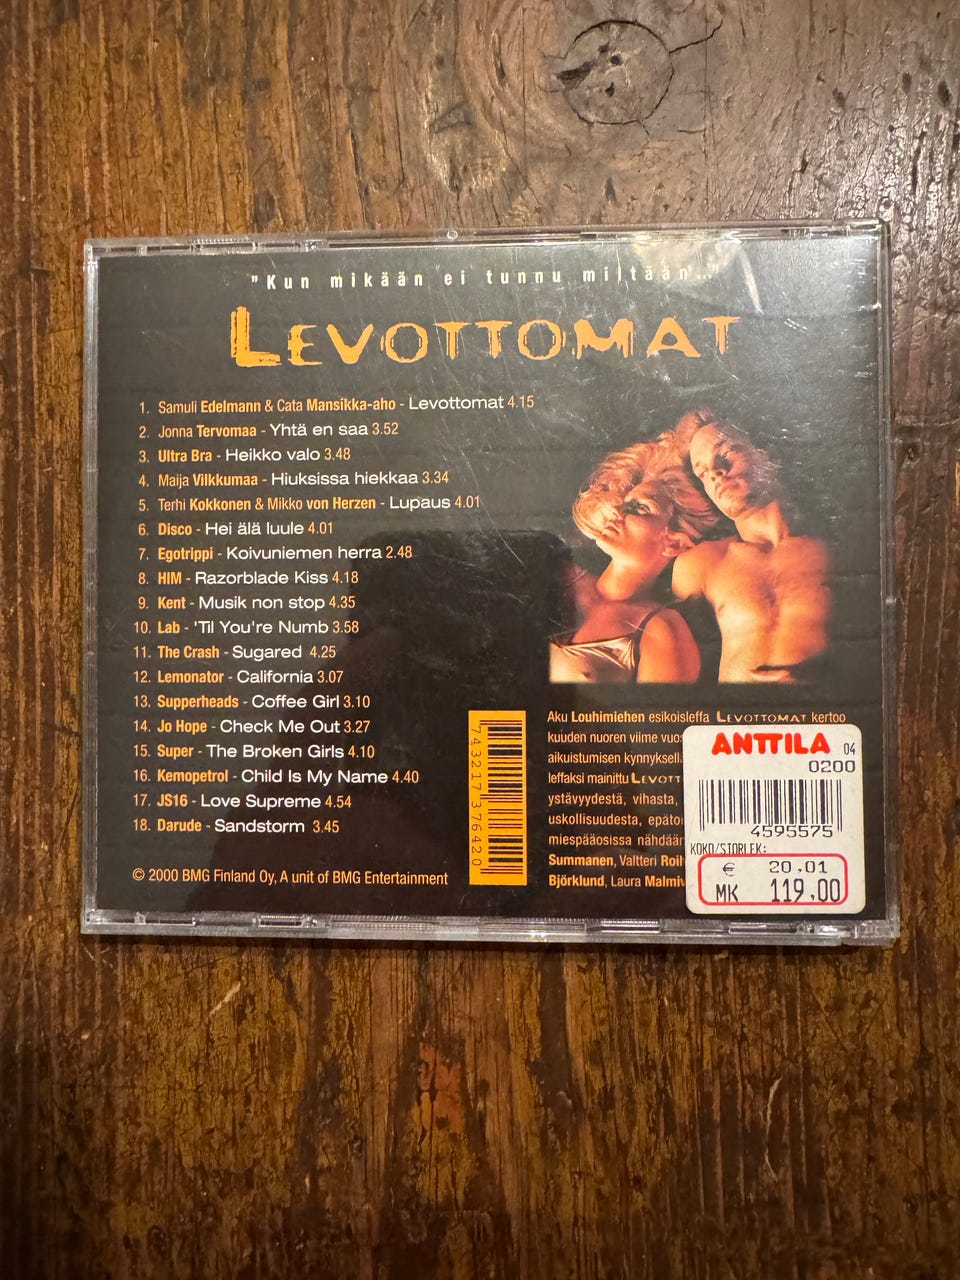 "Kun mikään ei tunnu miltään..."
LEVOTTOMAT
1. Samuli Edelmann & Cata Mansikka-aho - Levottomat 4.15
2. Jonna Tervomaa - Yhtä en saa 3.52
3. Ultra Bra - Heikko valo 3.48
4. Maija Vilkkumaa - Hiuksissa hiekkaa 3.34
5. Terhi Kokkonen & Mikko von Herzen - Lupaus 4.01
6. Disco - Hei älä luule 4.01
7. Egotrippi - Koivuniemen herra 2.48
8. HIM - Razorblade Kiss 4.18
9. Kent - Musik non stop 4.35
10. Lab - 'Til You're Numb 3.58
11. The Crash - Sugared 4.25
12. Lemonator - California 3.07
13. Supperheads - Coffee Girl 3.10
14. Jo Hope - Check Me Out 3.27
15. Super - The Broken Girls 4.10
16. Kemopetrol - Child Is My Name 4.40
17. JS16 - Love Supreme 4.54
18. Darude - Sandstorm 3.45
© 2000 BMG Finland Oy, A unit of BMG Entertainment
7 43217 37642 0
Aku Louhimiehen esikoisleffa LEVOTTOMAT kertoo
kuuden nuoren viime
aikuistumisen
leffaksi mainittu
ystävyydestä, vihasta,
uskollisuudesta,
miespääosissa
Summanen, Valtteri
Björklund, Laura
ANTTILA 04
0200
4595575
KOKO/STORLEK:
€ 20,01
MK 119,00